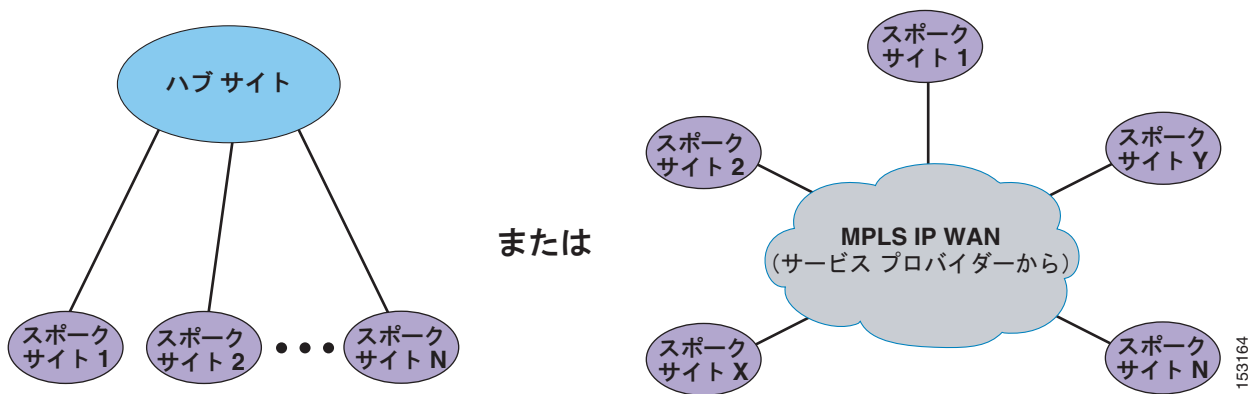 ハブ サイト
スポーク
サイト 1
スポーク
サイト 2
スポーク
サイト N
または
スポーク
サイト 1
スポーク
サイト 2
スポーク
サイト Y
MPLS IP WAN
（サービス プロバイダーから）
スポーク
サイト X
スポーク
サイト N
153164